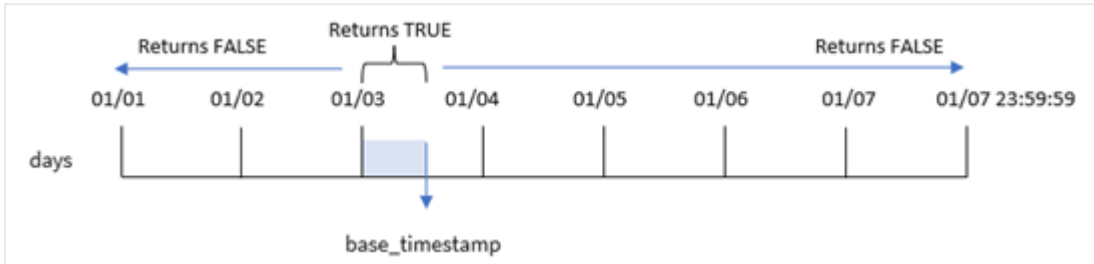 Returns TRUE
Returns FALSE
Returns FALSE
01/01 01/02 01/03 01/04 01/05 01/06 01/07 01/07 23:59:59
days
base_timestamp